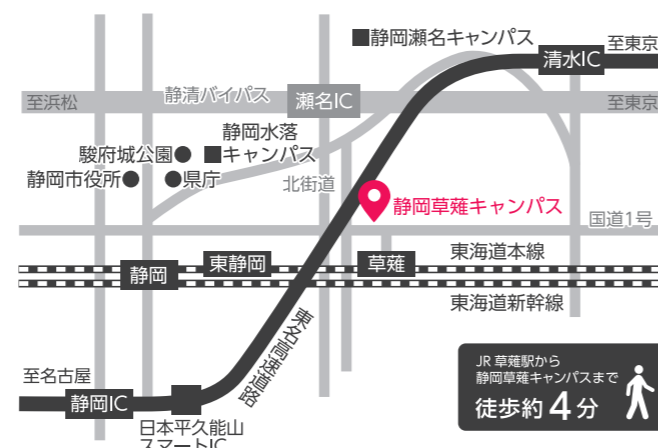 ■静岡瀬名キャンパス
清水IC
至東京
静清バイパス
瀬名IC
至浜松
至東京
静岡水落
■キャンパス
駿府城公園●
静岡市役所●
●県庁
北街道
静岡草薙キャンパス
国道1号
東海道本線
静岡
東静岡
草薙
東海道新幹線
東名高速道路
至名古屋
静岡IC
日本平久能山
スマートIC
JR 草薙駅から
静岡草薙キャンパスまで
徒歩約4分